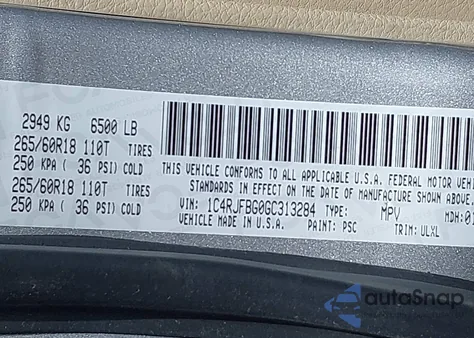 2949 KG 6500 LB
265/60R18 110T TIRES
250 KPA ( 36 PSI) COLD
265/60R18 110T TIRES
250 KPA ( 36 PSI) COLD
THIS VEHICLE CONFORMS TO ALL APPLICABLE U.S.A. FEDERAL MOTOR
STANDARDS IN EFFECT ON THE DATE OF MANUFACTURE SHOWN ABOVE.
VIN: 1C4RJFBG0GC313284 TYPE: MPV MDH:
VEHICLE MADE IN U.S.A. PAINT: PSC TRIM: ULXL
autoSnap